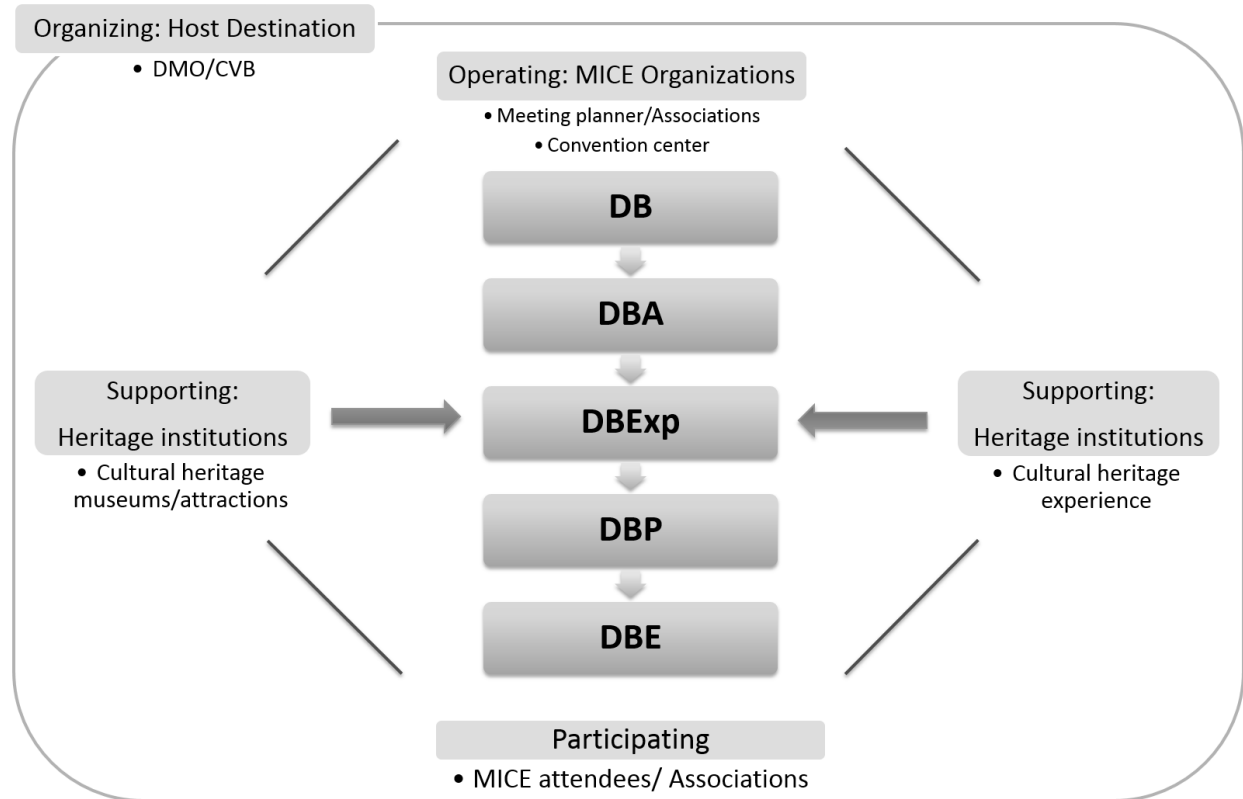 Organizing: Host Destination
• DMO/CVB
Operating: MICE Organizations
• Meeting planner/Associations
• Convention center
DB
DBA
DBExp
DBP
DBE
Supporting:
Heritage institutions
• Cultural heritage
museums/attractions
Supporting:
Heritage institutions
• Cultural heritage
experience
Participating
• MICE attendees/ Associations